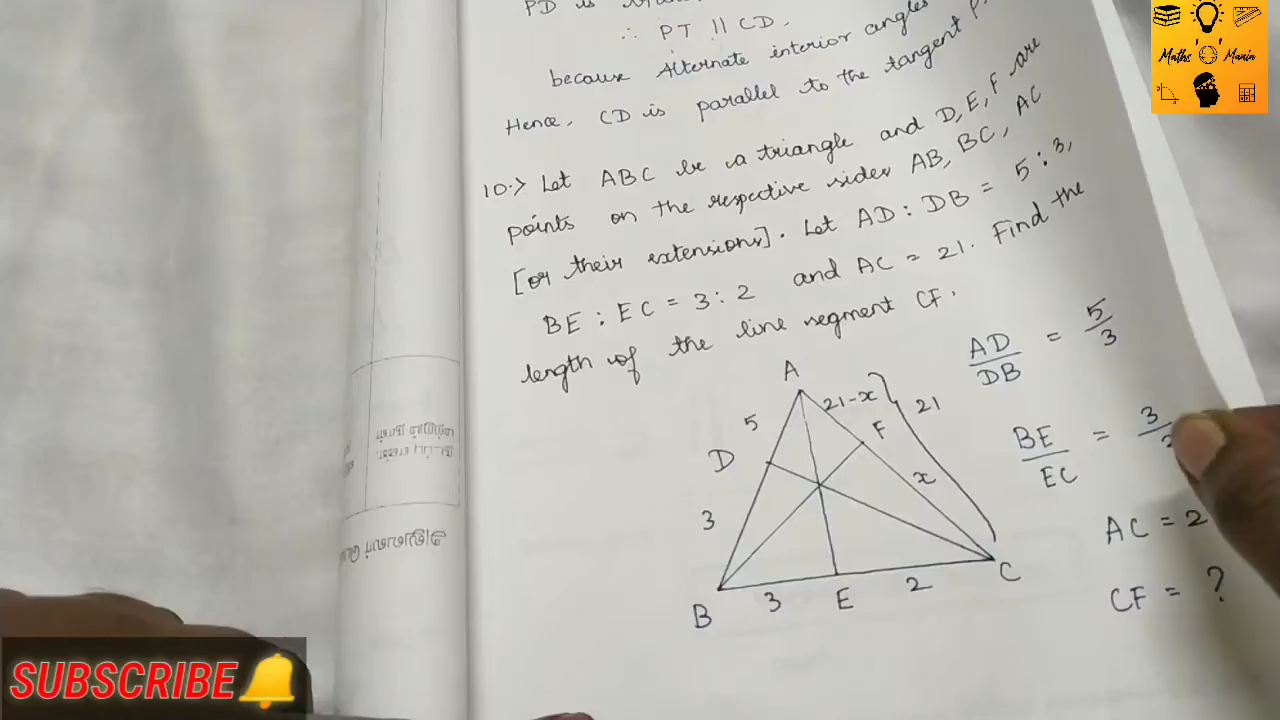 PD is
∴ PT || CD.
because Alternate interior angles
Hence, CD is parallel to the tangent
10.> Let ABC be a triangle and D, E, F are
points on the respective sides AB, BC, AC
[or their extensions]. Let AD : DB = 5 : 3,
BE : EC = 3 : 2 and AC = 21. Find the
length of the line segment CF.
AD/DB = 5/3
BE/EC = 3/
AC = 2
CF = ?
A
21-x
21
5
F
D
x
3
B
3
E
2
C
Maths Mania
SUBSCRIBE